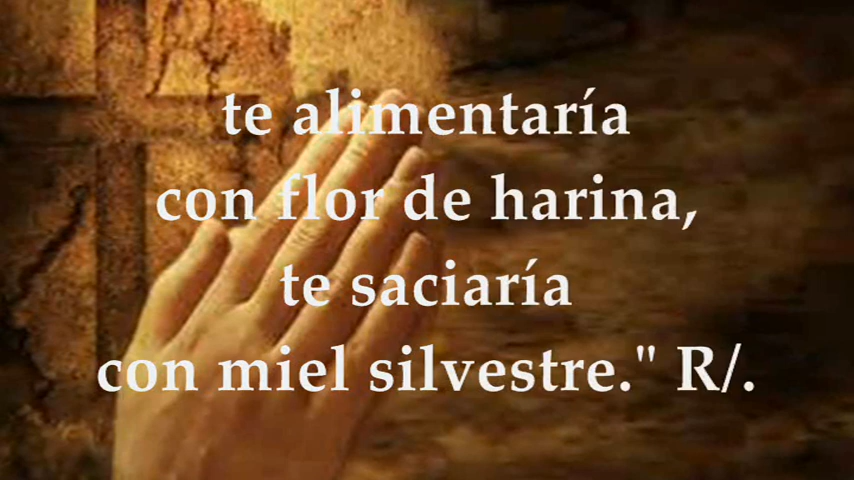 te alimentaría
con flor de harina,
te saciaría
con miel silvestre." R/.